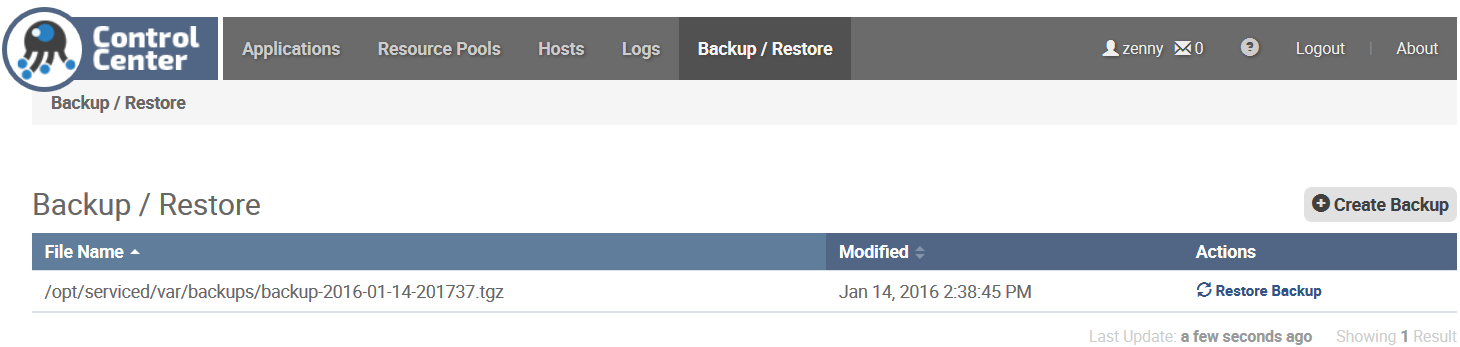 Control Center
Applications Resource Pools Hosts Logs Backup / Restore zenny 0 ? Logout | About
Backup / Restore
Backup / Restore Create Backup
File Name Modified Actions
/opt/serviced/var/backups/backup-2016-01-14-201737.tgz Jan 14, 2016 2:38:45 PM Restore Backup
Last Update: a few seconds ago Showing 1 Result